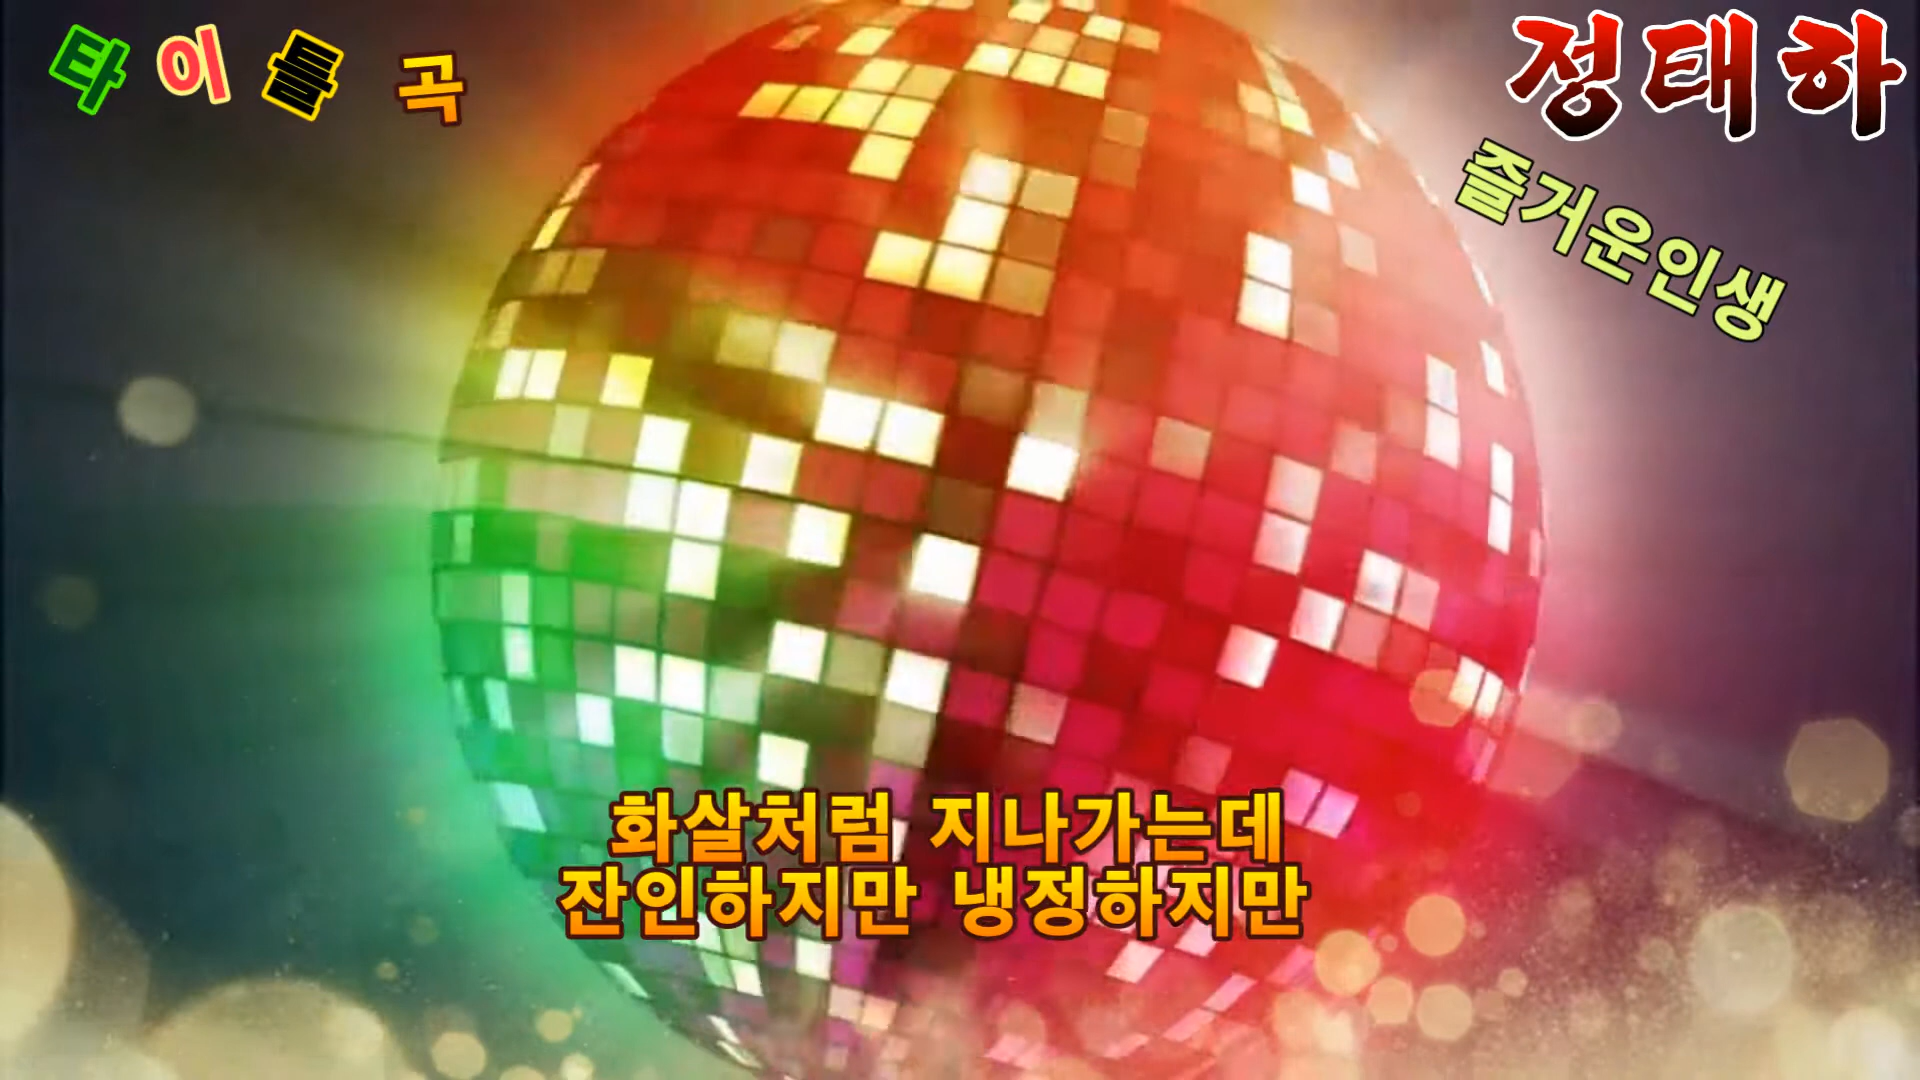 타이틀 곡
정태하
즐거운인생
화살처럼 지나가는데
잔인하지만 냉정하지만